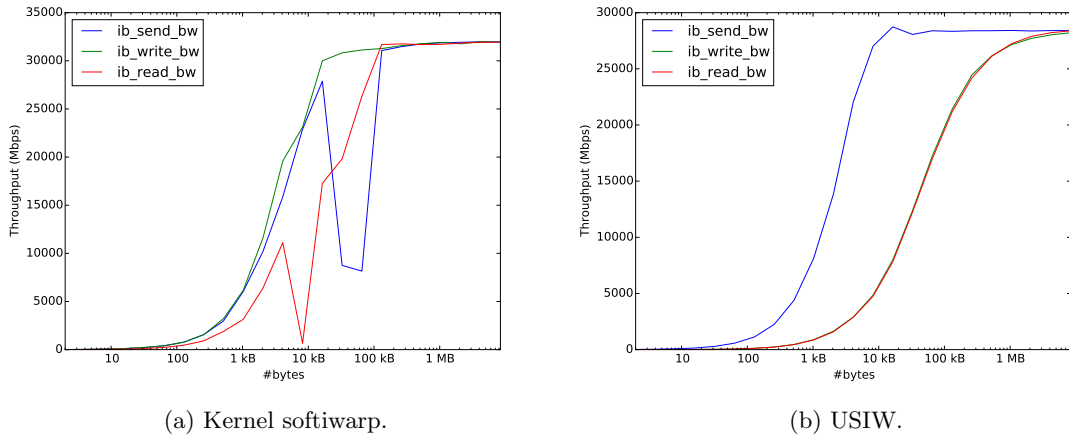 35000
30000
25000
20000
15000
10000
5000
0
Throughput (Mbps)
ib_send_bw
ib_write_bw
ib_read_bw
10 100 1 kB 10 kB 100 kB 1 MB
#bytes
(a) Kernel softiwarp.
30000
25000
20000
15000
10000
5000
0
Throughput (Mbps)
ib_send_bw
ib_write_bw
ib_read_bw
10 100 1 kB 10 kB 100 kB 1 MB
#bytes
(b) USIW.